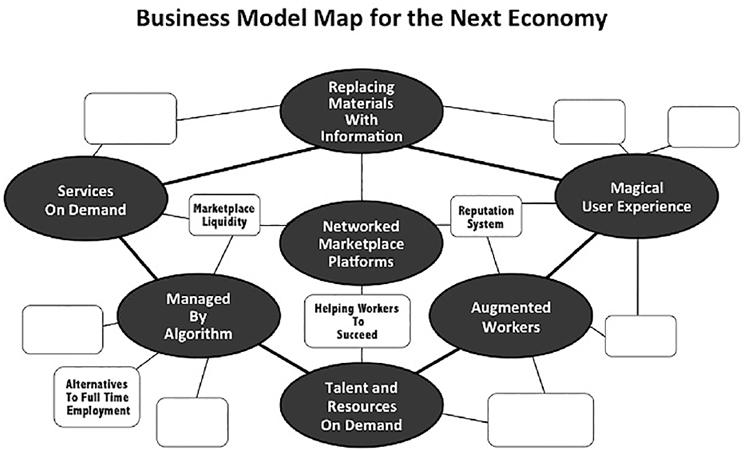 Business Model Map for the Next Economy
Replacing
Materials
With
Information
Services
On Demand
Magical
User Experience
Marketplace
Liquidity
Networked
Marketplace
Platforms
Reputation
System
Managed
By
Algorithm
Helping Workers
To
Succeed
Augmented
Workers
Alternatives
To Full Time
Employment
Talent and
Resources
On Demand